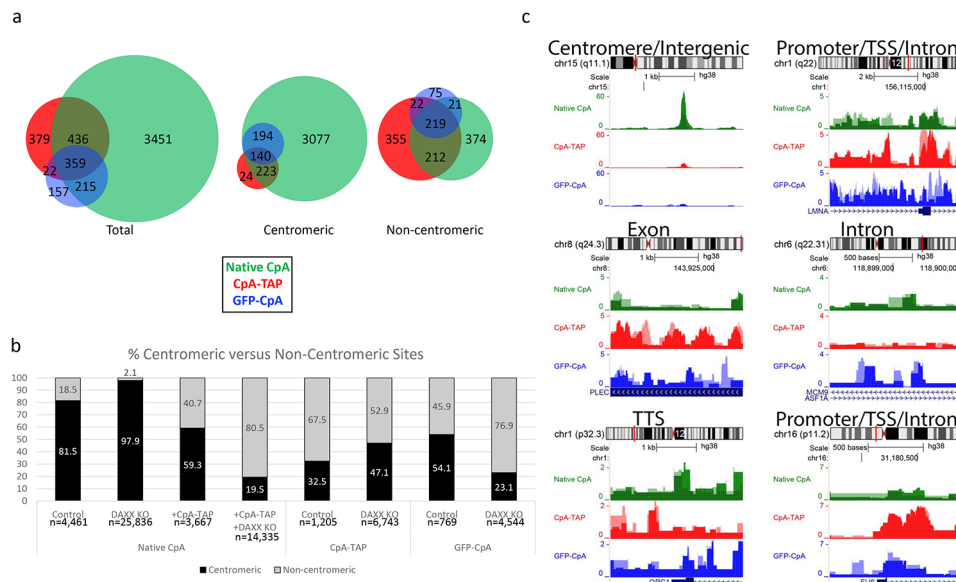 a
379
436
3451
22
359
157
215
Total
194
3077
140
24
223
Centromeric
75
22
21
355
219
374
212
Non-centromeric
Native CpA
CpA-TAP
GFP-CpA
b
% Centromeric versus Non-Centromeric Sites
100
90
80
70
60
50
40
30
20
10
0
18.5
2.1
40.7
80.5
67.5
52.9
45.9
76.9
81.5
97.9
59.3
19.5
32.5
47.1
54.1
23.1
Control
n=4,461
DAXX KO
n=25,836
+CpA-TAP
n=3,667
+CpA-TAP
+DAXX KO
n=14,335
Control
n=1,205
DAXX KO
n=6,743
Control
n=769
DAXX KO
n=4,544
Native CpA
CpA-TAP
GFP-CpA
Centromeric
Non-centromeric
c
Centromere/Intergenic
chr15 (q11.1)
Scale
1 kb
hg38
chr15:
60
Native CpA
0
60
CpA-TAP
0
60
GFP-CpA
0
Promoter/TSS/Intron
chr1 (q22)
12
Scale
2 kb
hg38
chr1:
156,115,000
5
Native CpA
0
5
CpA-TAP
0
5
GFP-CpA
0
LMNA
Exon
chr8 (q24.3)
Scale
1 kb
hg38
chr8:
143,925,000
5
Native CpA
0
5
CpA-TAP
0
5
GFP-CpA
0
PLEC
Intron
chr6 (q22.31)
Scale
500 bases
hg38
chr6:
118,899,000
118,900,000
4
Native CpA
0
4
CpA-TAP
0
4
GFP-CpA
0
MCM9
ASF1A
TTS
chr1 (p32.3)
12
Scale
1 kb
hg38
chr1:
2
Native CpA
0
2
CpA-TAP
0
2
GFP-CpA
0
ORC1
Promoter/TSS/Intron
chr16 (p11.2)
Scale
500 bases
hg38
chr16:
31,180,500
7
Native CpA
0
7
CpA-TAP
0
7
GFP-CpA
0
FUS